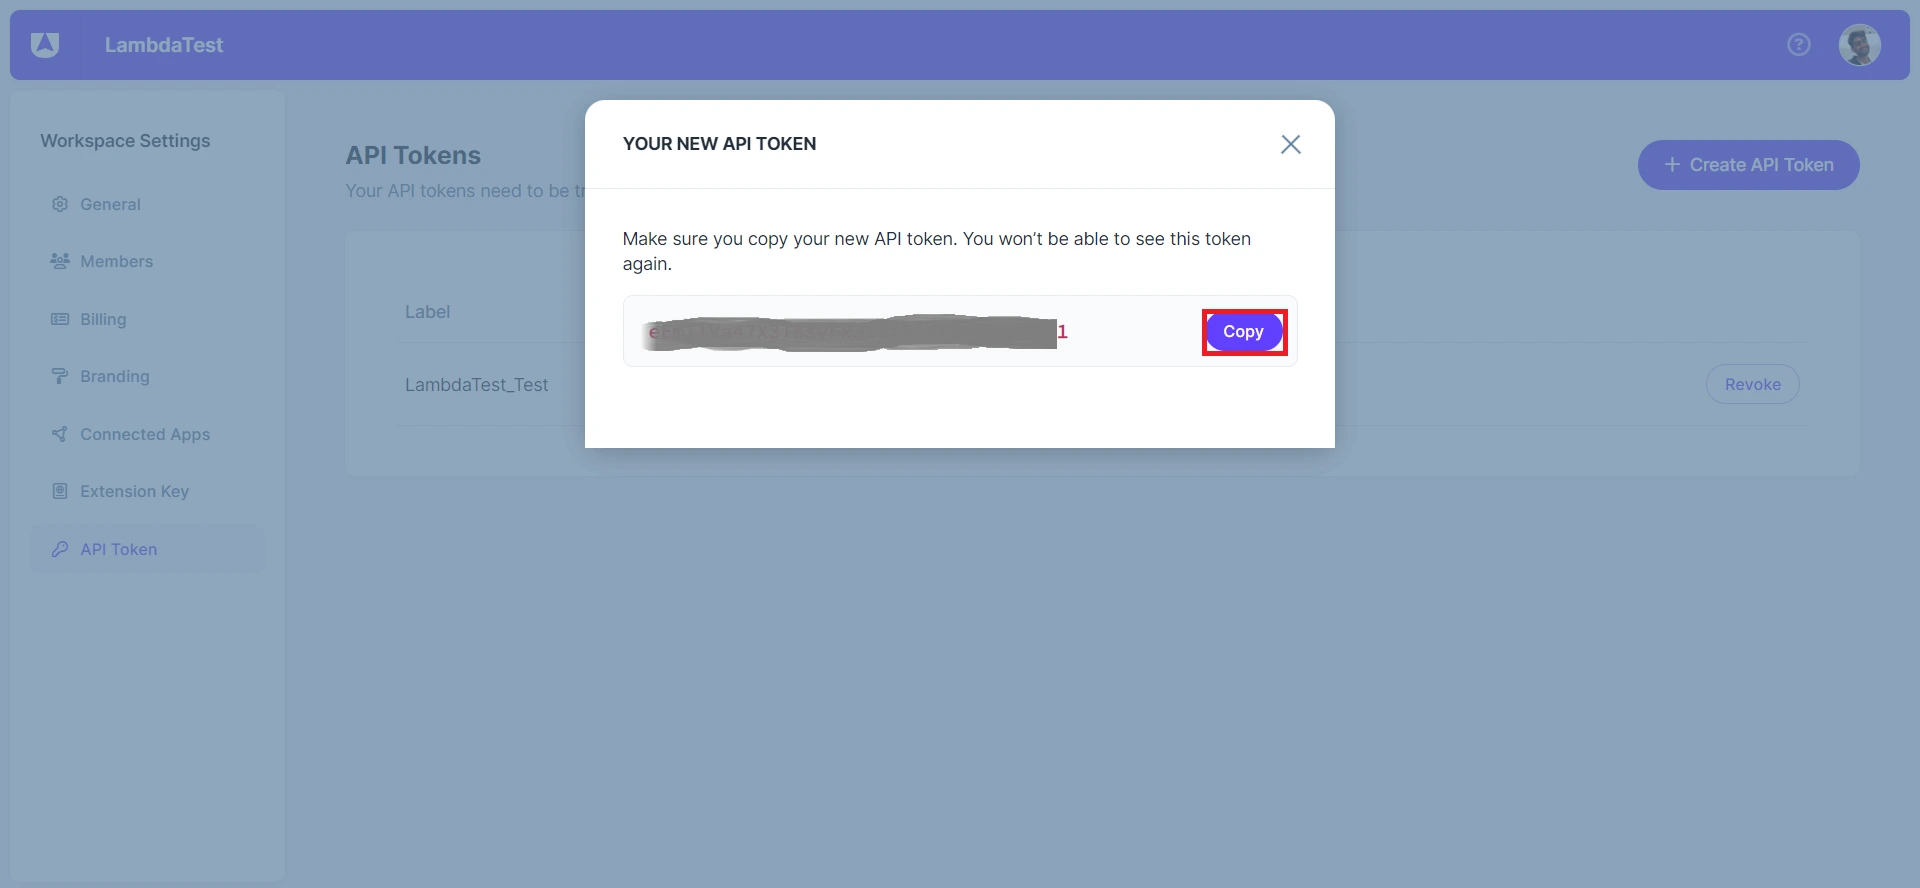 LambdaTest
Workspace Settings
General
Members
Billing
Branding
Connected Apps
Extension Key
API Token
API Tokens
Your API tokens need to be
+ Create API Token
Label
LambdaTest_Test
Revoke
YOUR NEW API TOKEN
Make sure you copy your new API token. You won’t be able to see this token
again.
1
Copy